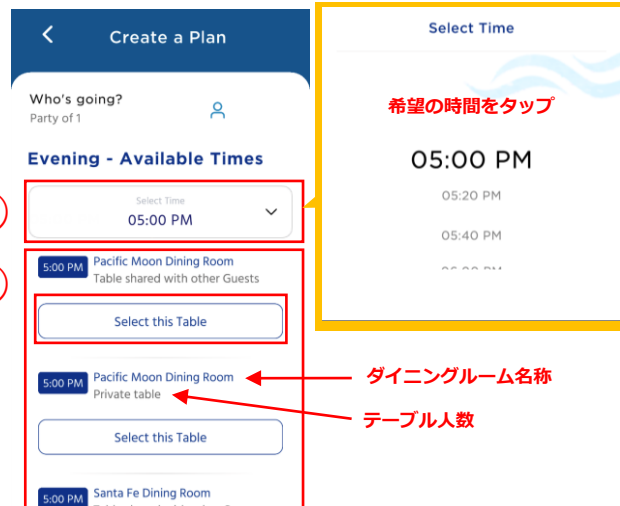 Create a Plan
Who's going?
Party of 1
Evening - Available Times
Select Time
05:00 PM
5:00 PM
Pacific Moon Dining Room
Table shared with other Guests
Select this Table
5:00 PM
Pacific Moon Dining Room
Private table
Select this Table
5:00 PM
Santa Fe Dining Room
Select Time
希望の時間をタップ
05:00 PM
05:20 PM
05:40 PM
ダイニングルーム名称
テーブル人数